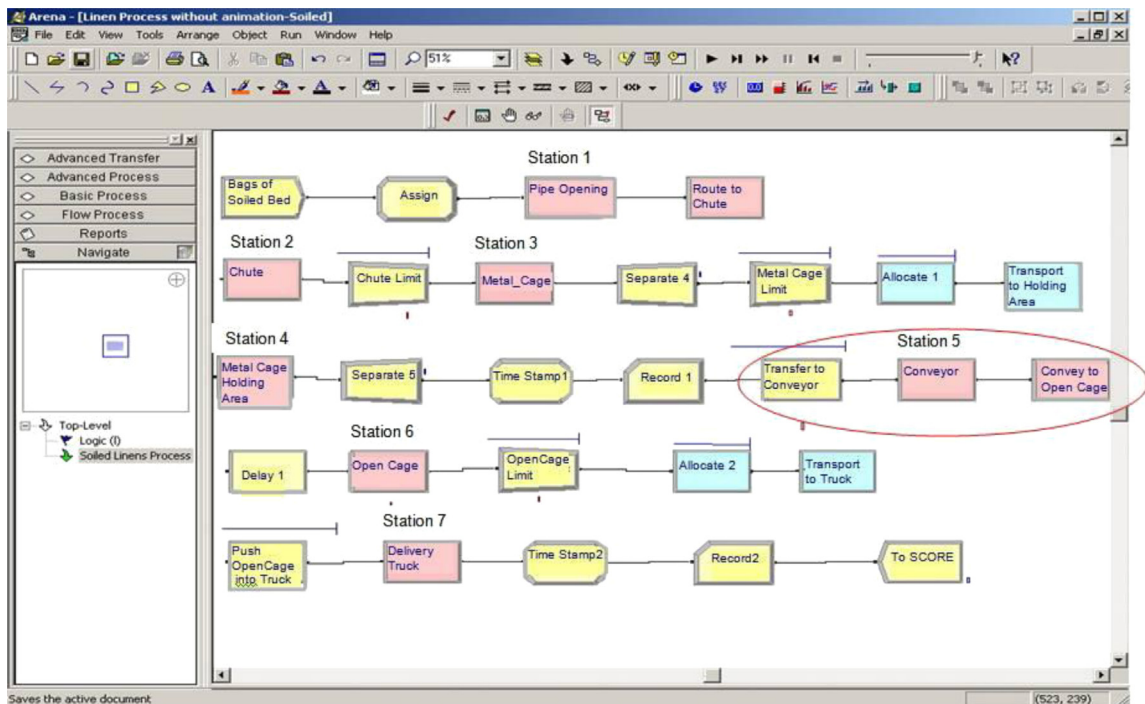 Arena - [Linen Process without animation-Soiled]
File Edit View Tools Arrange Object Run Window Help
51%
Advanced Transfer
Advanced Process
Basic Process
Flow Process
Reports
Navigate
Top-Level
Logic (l)
Soiled Linens Process
Station 1
Bags of
Soiled Bed
Assign
Pipe Opening
Route to
Chute
Station 2
Station 3
Chute
Chute Limit
Metal_Cage
Separate 4
Metal Cage
Limit
Allocate 1
Transport
to Holding
Area
Station 4
Station 5
Metal Cage
Holding
Area
Separate 5
Time Stamp1
Record 1
Transfer to
Conveyor
Conveyor
Convey to
Open Cage
Station 6
Delay 1
Open Cage
OpenCage
Limit
Allocate 2
Transport
to Truck
Station 7
Push
OpenCage
into Truck
Delivery
Truck
Time Stamp2
Record2
To SCORE
Saves the active document
(523, 239)